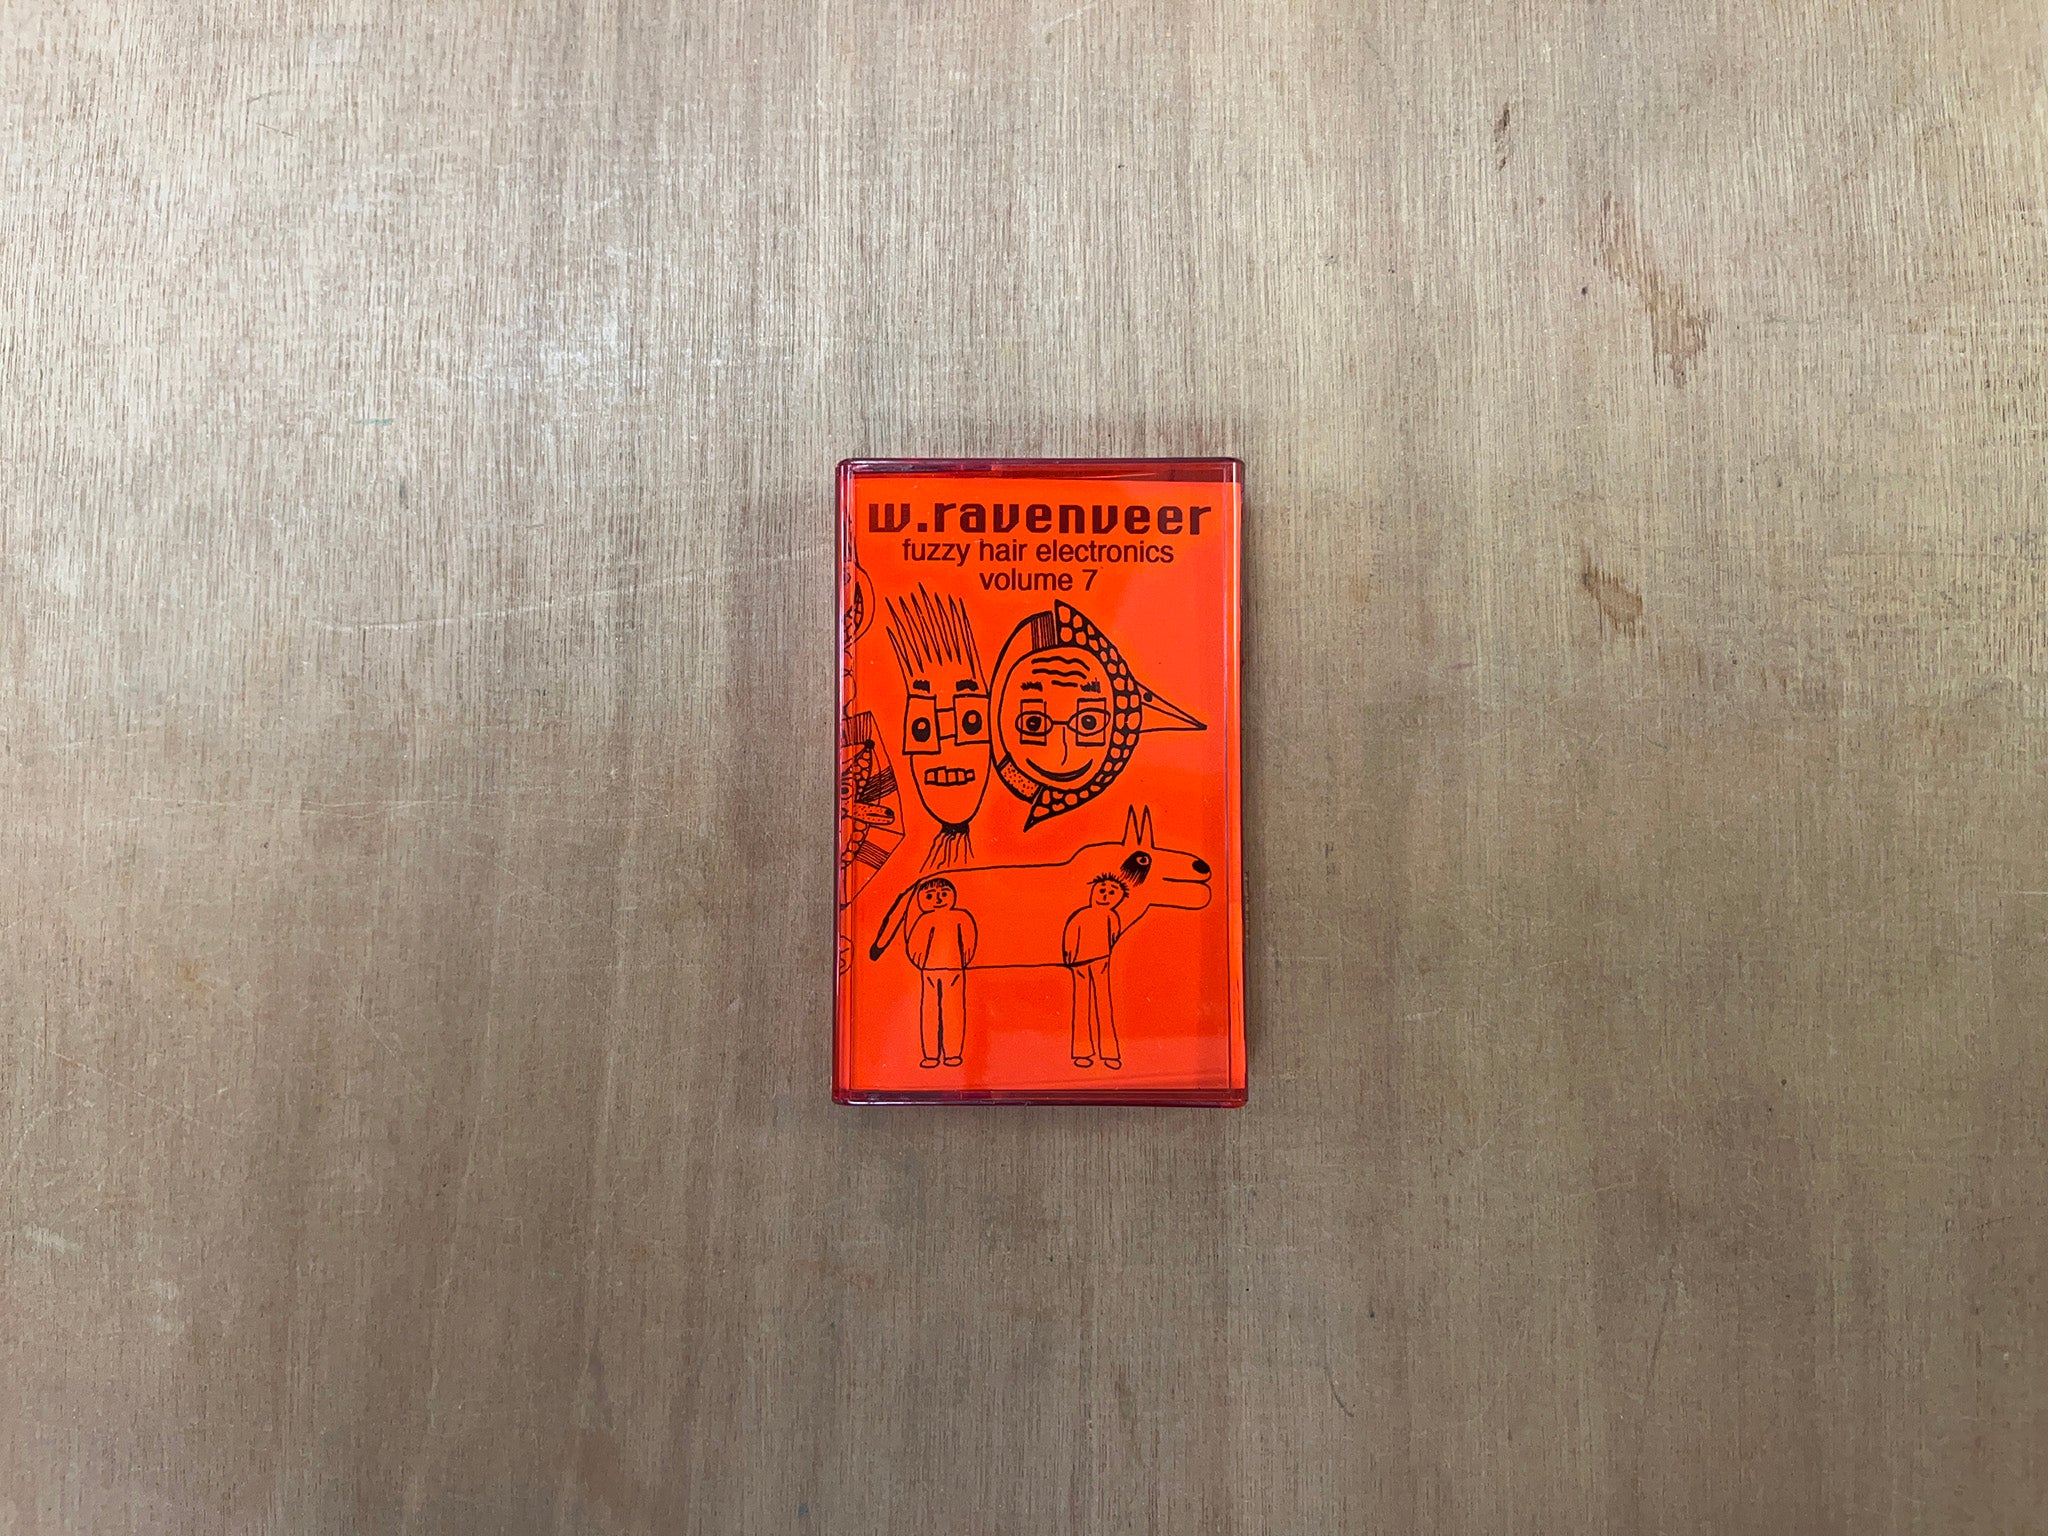 w.ravenveer
fuzzy hair electronics
volume 7